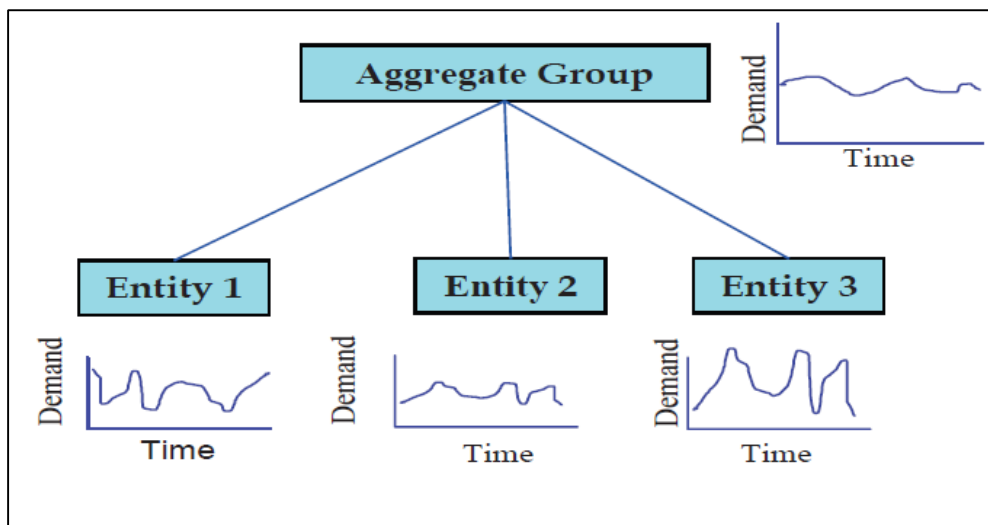 Aggregate Group
Demand
Time
Entity 1
Entity 2
Entity 3
Demand
Time
Demand
Time
Demand
Time